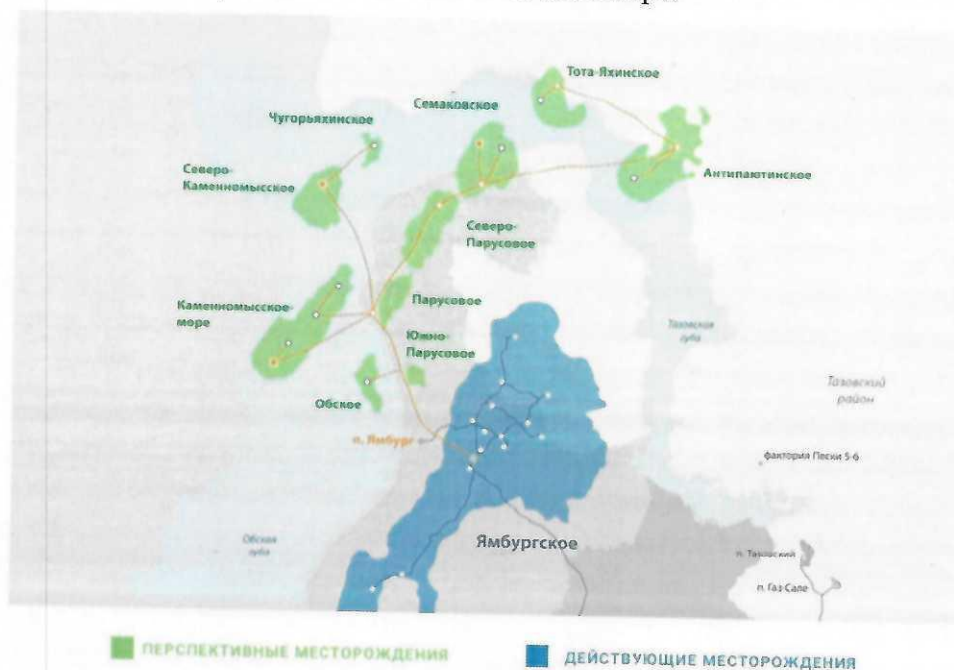 Тота-Яхинское
Семаковское
Чугорьяхинское
Северо-
Каменномысское
Антипаютинское
Северо-
Парусовое
Каменномысское-
море
Парусовое
Южно-
Парусовое
Обское
Тазовская
губа
Тазовский
район
п. Ямбург
фактория Пески 5-6
Обская
губа
Ямбургское
п. Тазовский
п. Газ-Сале
ПЕРСПЕКТИВНЫЕ МЕСТОРОЖДЕНИЯ
ДЕЙСТВУЮЩИЕ МЕСТОРОЖДЕНИЯ